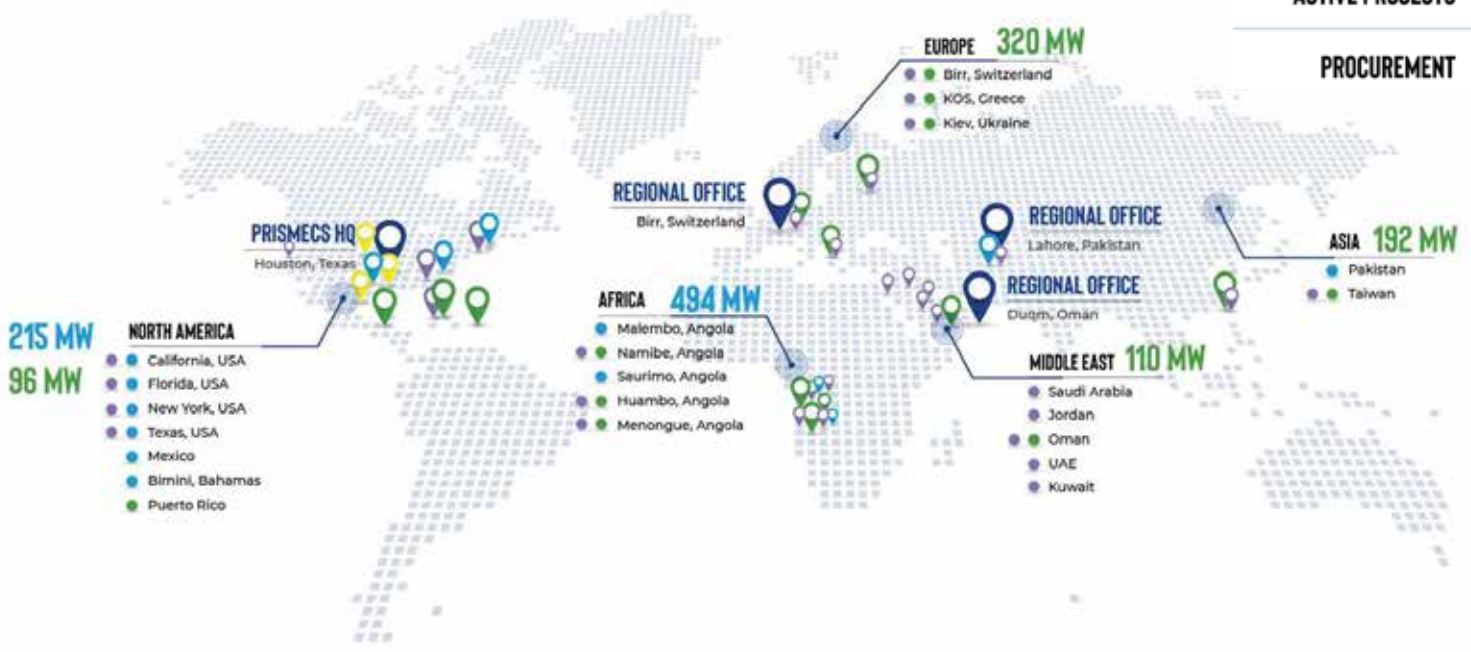 PROCUREMENT
EUROPE 320 MW
Birr, Switzerland
KOS, Greece
Kiev, Ukraine
REGIONAL OFFICE
Birr, Switzerland
PRISMECS HQ
Houston, Texas
REGIONAL OFFICE
Lahore, Pakistan
REGIONAL OFFICE
Duqm, Oman
ASIA 192 MW
Pakistan
Taiwan
AFRICA 494 MW
Malembo, Angola
Namibe, Angola
Saurimo, Angola
Huambo, Angola
Menongue, Angola
215 MW
96 MW
NORTH AMERICA
California, USA
Florida, USA
New York, USA
Texas, USA
Mexico
Bimini, Bahamas
Puerto Rico
MIDDLE EAST 110 MW
Saudi Arabia
Jordan
Oman
UAE
Kuwait